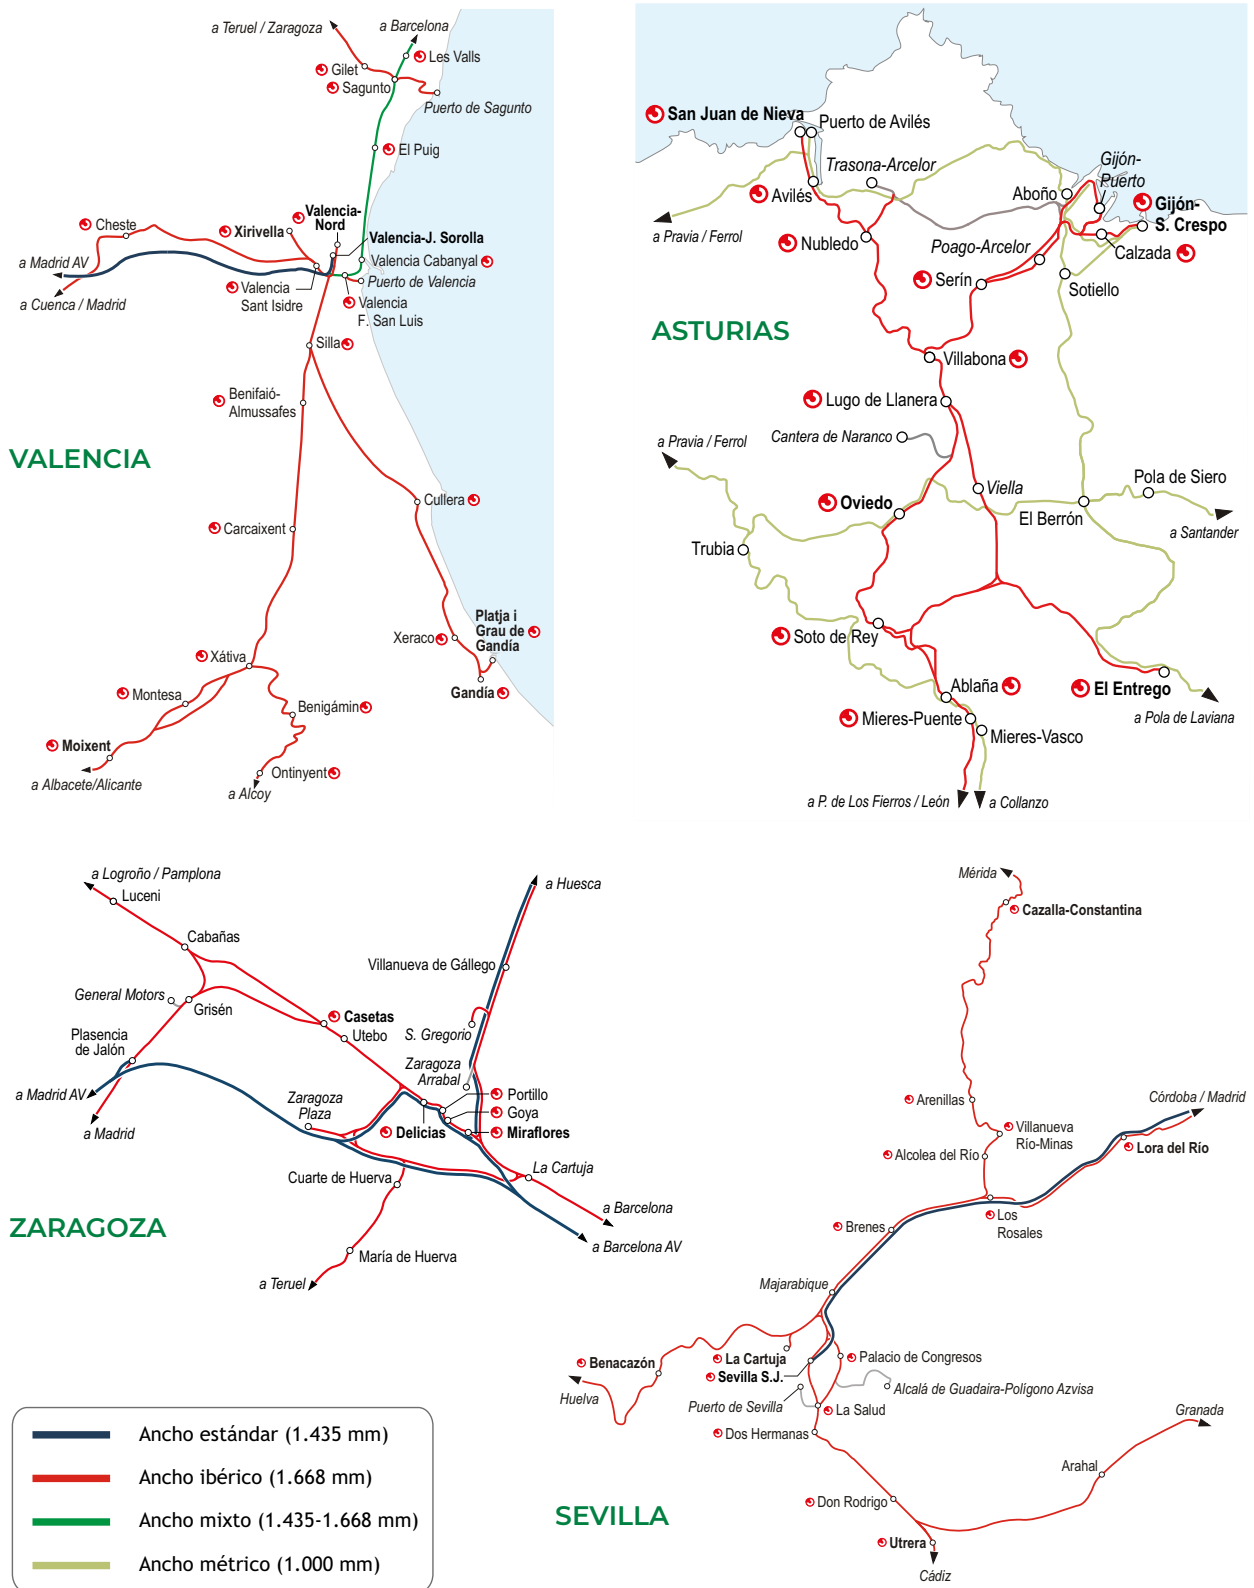 a Teruel / Zaragoza
a Barcelona
Les Valls
Gilet
Sagunto
Puerto de Sagunto
El Puig
Cheste
Xirivella
Valencia-
Nord
Valencia-J. Sorolla
Valencia Cabanyal
a Madrid AV
Puerto de Valencia
a Cuenca / Madrid
Valencia
Sant Isidre
Valencia
F. San Luis
Silla
Benifaió-
Almussafes
VALENCIA
Cullera
Carcaixent
Platja i
Grau de
Gandía
Xeraco
Xátiva
Gandía
Montesa
Benigámin
Moixent
Ontinyent
a Albacete/Alicante
a Alcoy
San Juan de Nieva
Puerto de Avilés
Trasona-Arcelor
Gijón-
Puerto
Avilés
Aboño
Gijón-
S. Crespo
a Pravia / Ferrol
Nubledo
Poago-Arcelor
Calzada
Serín
Sotiello
ASTURIAS
Villabona
Lugo de Llanera
Cantera de Naranco
a Pravia / Ferrol
Pola de Siero
Viella
Oviedo
El Berrón
a Santander
Trubia
Soto de Rey
Ablaña
El Entrego
a Pola de Laviana
Mieres-Puente
Mieres-Vasco
a P. de Los Fierros / León
a Collanzo
a Logroño / Pamplona
Luceni
a Huesca
Cabañas
Villanueva de Gállego
General Motors
Grisén
Casetas
Utebo
S. Gregorio
Plasencia
de Jalón
Zaragoza
Arrabal
a Madrid AV
Zaragoza
Plaza
Portillo
Goya
a Madrid
Delicias
Miraflores
La Cartuja
Cuarte de Huerva
a Barcelona
ZARAGOZA
a Barcelona AV
María de Huerva
a Teruel
Mérida
Cazalla-Constantina
Arenillas
Córdoba / Madrid
Villanueva
Río-Minas
Lora del Río
Alcolea del Río
Los
Rosales
Brenes
Majarabique
Benacazón
La Cartuja
Palacio de Congresos
Sevilla S.J.
Huelva
Puerto de Sevilla
Alcalá de Guadaira-Polígono Azvisa
La Salud
Granada
Dos Hermanas
Arahal
Don Rodrigo
SEVILLA
Utrera
Cádiz
Ancho estándar (1.435 mm)
Ancho ibérico (1.668 mm)
Ancho mixto (1.435-1.668 mm)
Ancho métrico (1.000 mm)